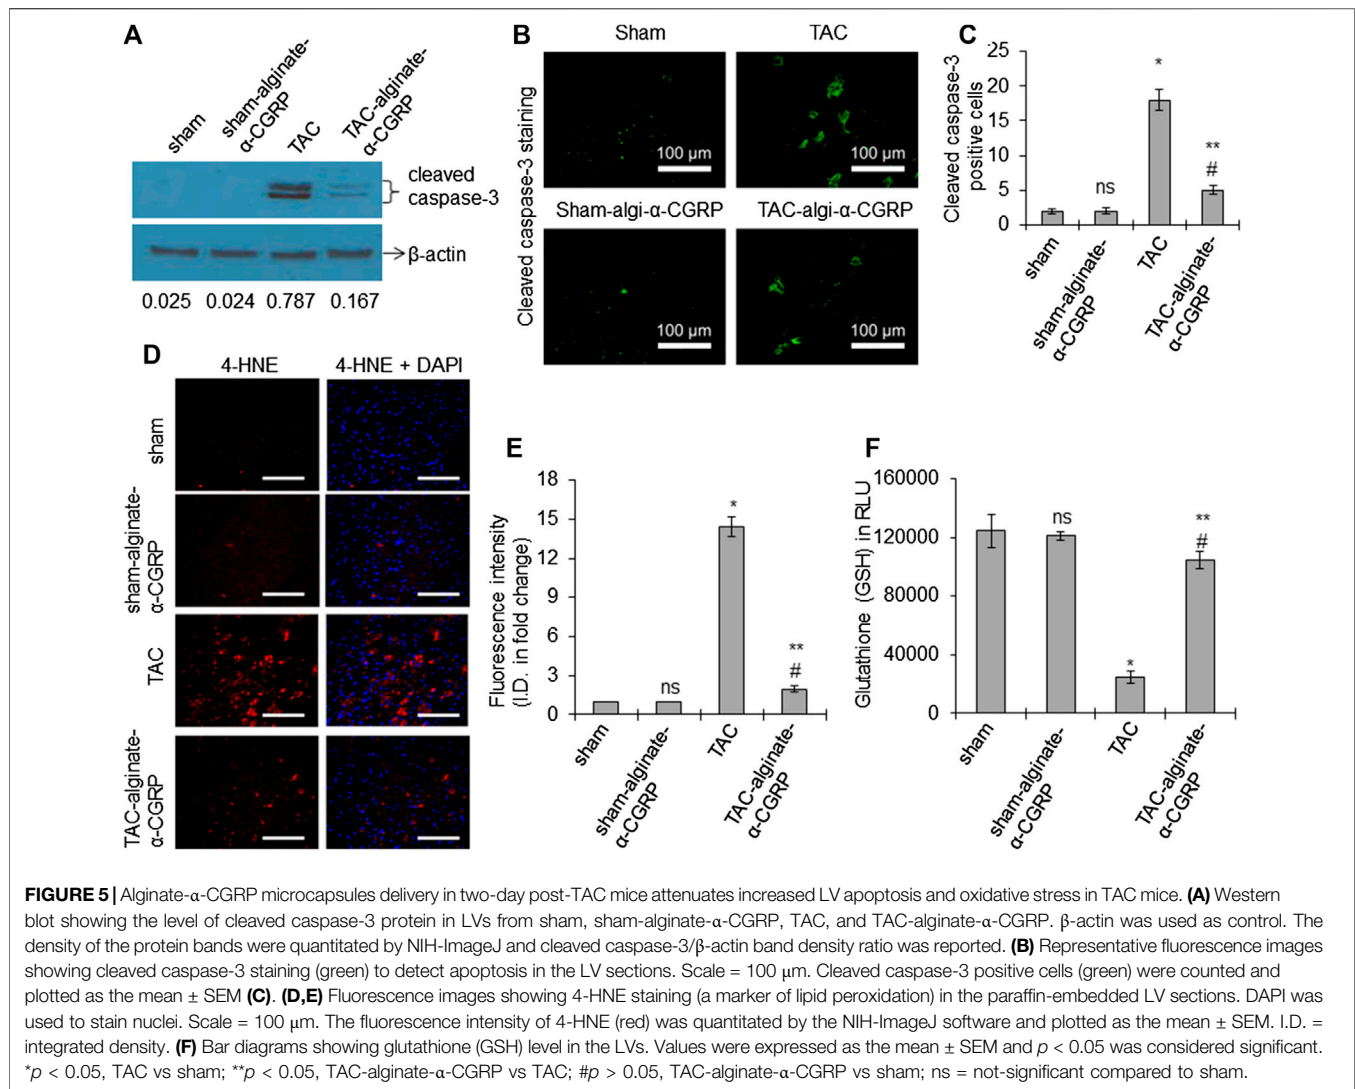 A
sham
sham-alginate-
α-CGRP
TAC
TAC-alginate-
α-CGRP
cleaved
caspase-3
β-actin
0.025 0.024 0.787 0.167
B
Cleaved caspase-3 staining
Sham TAC
100 µm 100 µm
Sham-algi-α-CGRP TAC-algi-α-CGRP
100 µm 100 µm
C
Cleaved caspase-3
positive cells
25
20
15
10
5
0
ns
*
**
#
sham
sham-alginate-
α-CGRP
TAC
TAC-alginate-
α-CGRP
D
4-HNE 4-HNE + DAPI
sham
sham-alginate-
α-CGRP
TAC
TAC-alginate-
α-CGRP
E
Fluorescence intensity
(I.D. in fold change)
18
15
12
9
6
3
0
ns
*
**
#
sham
sham-alginate-
α-CGRP
TAC
TAC-alginate-
α-CGRP
F
Glutathione (GSH) in RLU
160000
120000
80000
40000
0
ns
*
**
#
sham
sham-alginate-
α-CGRP
TAC
TAC-alginate-
α-CGRP
FIGURE 5 | Alginate-α-CGRP microcapsules delivery in two-day post-TAC mice attenuates increased LV apoptosis and oxidative stress in TAC mice. (A) Western
blot showing the level of cleaved caspase-3 protein in LVs from sham, sham-alginate-α-CGRP, TAC, and TAC-alginate-α-CGRP. β-actin was used as control. The
density of the protein bands were quantitated by NIH-ImageJ and cleaved caspase-3/β-actin band density ratio was reported. (B) Representative fluorescence images
showing cleaved caspase-3 staining (green) to detect apoptosis in the LV sections. Scale = 100 µm. Cleaved caspase-3 positive cells (green) were counted and
plotted as the mean ± SEM (C). (D,E) Fluorescence images showing 4-HNE staining (a marker of lipid peroxidation) in the paraffin-embedded LV sections. DAPI was
used to stain nuclei. Scale = 100 µm. The fluorescence intensity of 4-HNE (red) was quantitated by the NIH-ImageJ software and plotted as the mean ± SEM. I.D. =
integrated density. (F) Bar diagrams showing glutathione (GSH) level in the LVs. Values were expressed as the mean ± SEM and p < 0.05 was considered significant.
*p < 0.05, TAC vs sham; **p < 0.05, TAC-alginate-α-CGRP vs TAC; #p > 0.05, TAC-alginate-α-CGRP vs sham; ns = not-significant compared to sham.